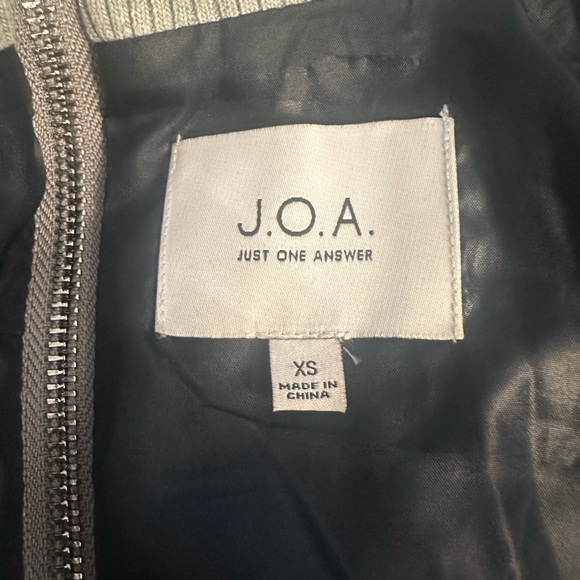 J.O.A.
JUST ONE ANSWER
XS
MADE IN
CHINA